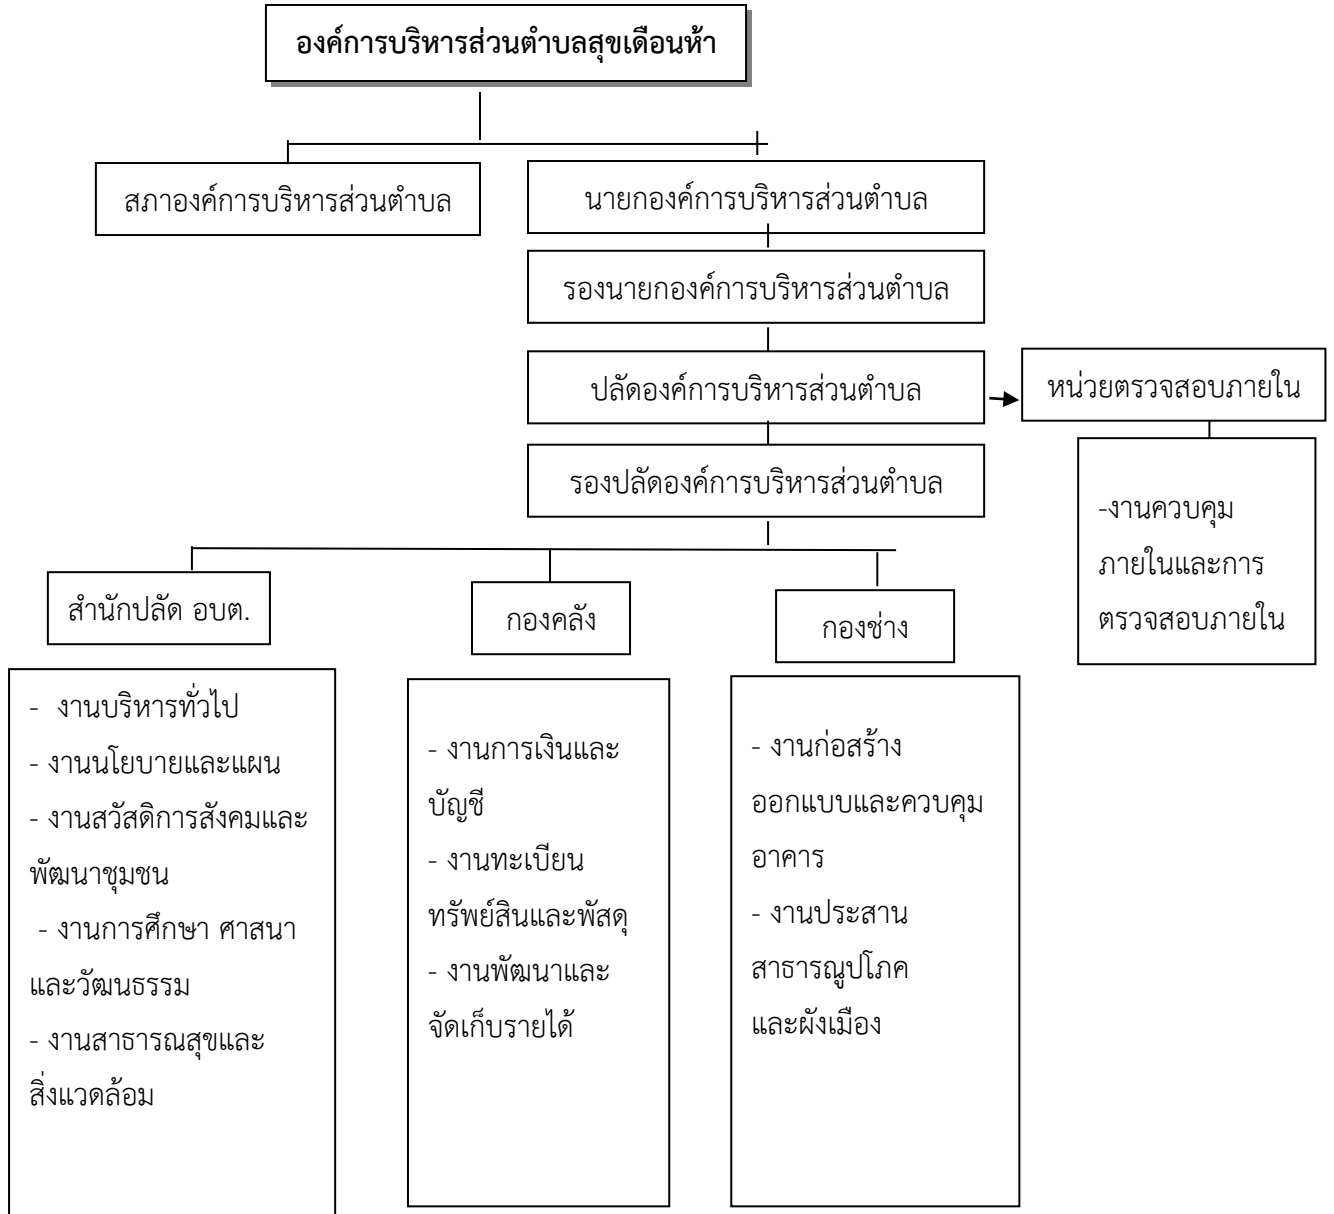 องค์การบริหารส่วนตำบลสุขเดือนห้า
สภาองค์การบริหารส่วนตำบล
นายกองค์การบริหารส่วนตำบล
รองนายกองค์การบริหารส่วนตำบล
ปลัดองค์การบริหารส่วนตำบล
หน่วยตรวจสอบภายใน
รองปลัดองค์การบริหารส่วนตำบล
-งานควบคุม
ภายในและการ
ตรวจสอบภายใน
สำนักปลัด อบต.
กองคลัง
กองช่าง
- งานบริหารทั่วไป
- งานนโยบายและแผน
- งานสวัสดิการสังคมและ
พัฒนาชุมชน
- งานการศึกษา ศาสนา
และวัฒนธรรม
- งานสาธารณสุขและ
สิ่งแวดล้อม
- งานการเงินและ
บัญชี
- งานทะเบียน
ทรัพย์สินและพัสดุ
- งานพัฒนาและ
จัดเก็บรายได้
- งานก่อสร้าง
ออกแบบและควบคุม
อาคาร
- งานประสาน
สาธารณูปโภค
และผังเมือง